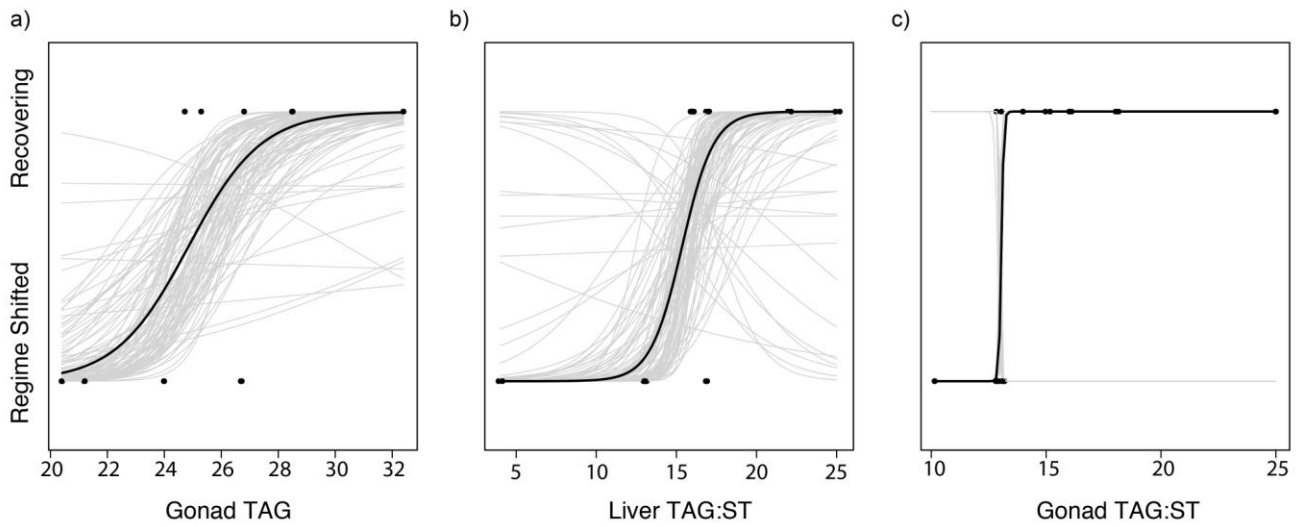 a)
b)
c)
Recovering
Regime Shifted
20 22 24 26 28 30 32
5 10 15 20 25
10 15 20 25
Gonad TAG
Liver TAG:ST
Gonad TAG:ST